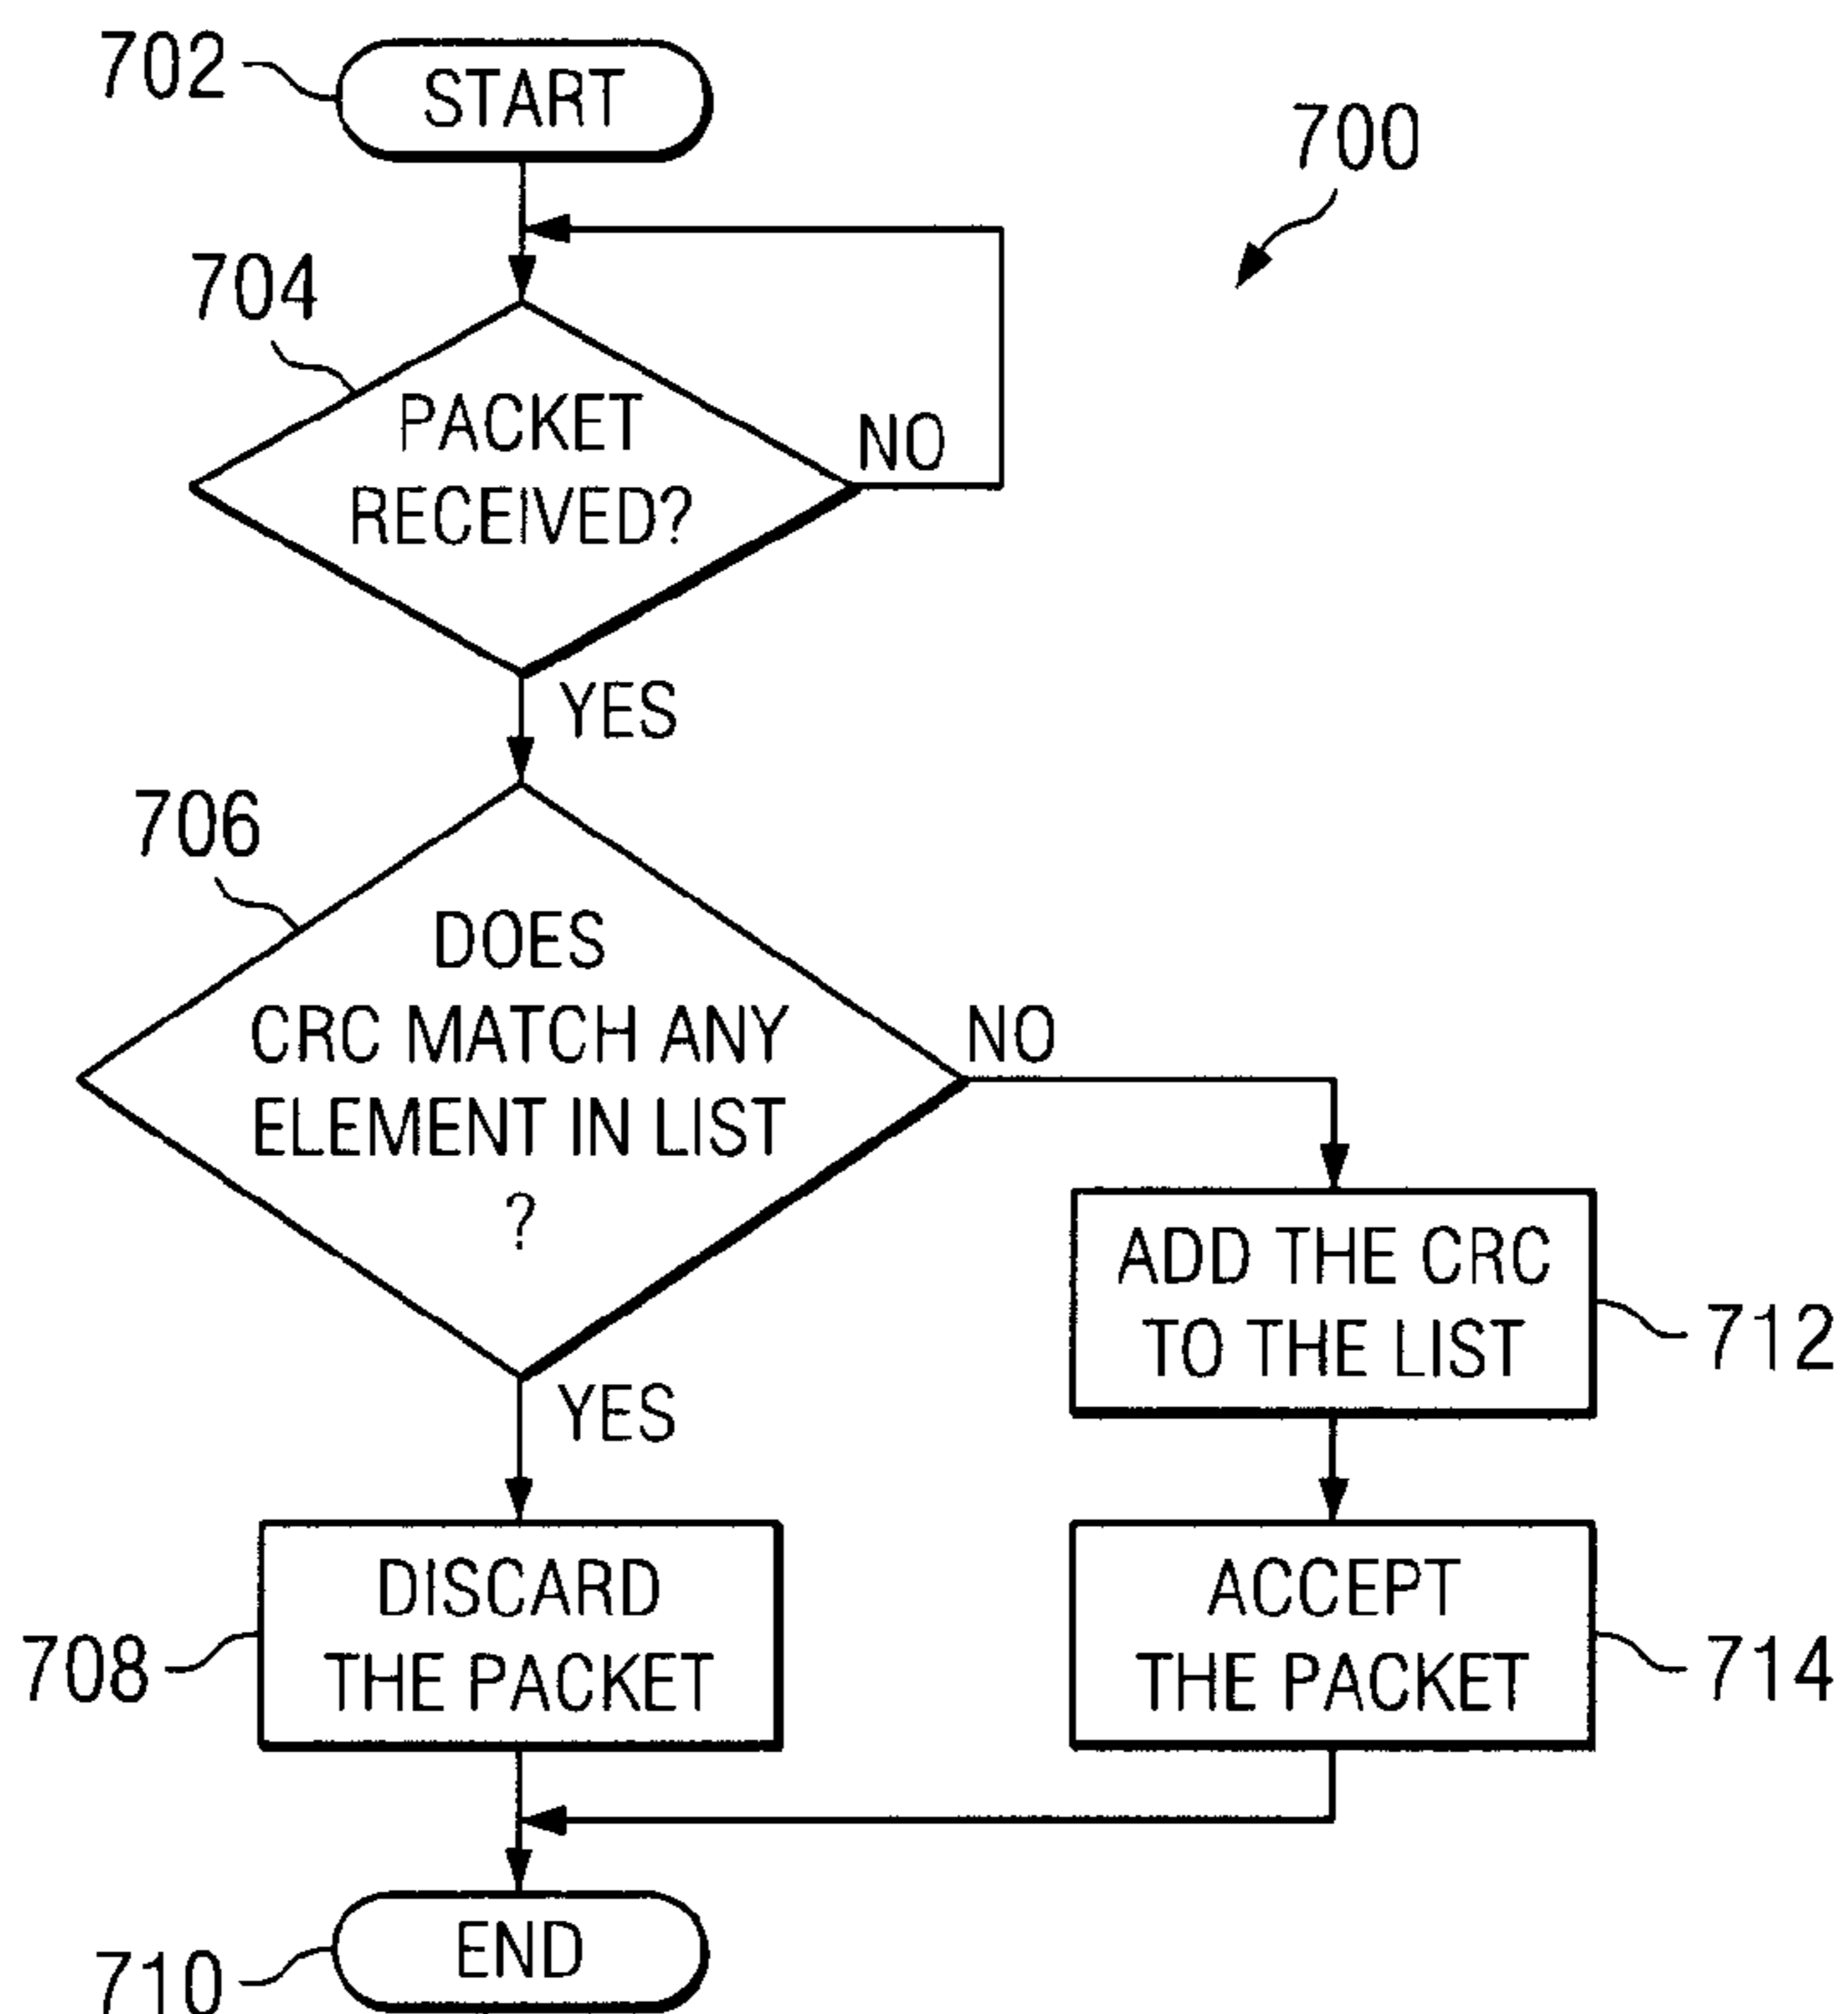 702
START
700
704
PACKET
RECEIVED?
NO
YES
706
DOES
CRC MATCH ANY
ELEMENT IN LIST
?
NO
YES
ADD THE CRC
TO THE LIST
712
DISCARD
THE PACKET
708
ACCEPT
THE PACKET
714
END
710